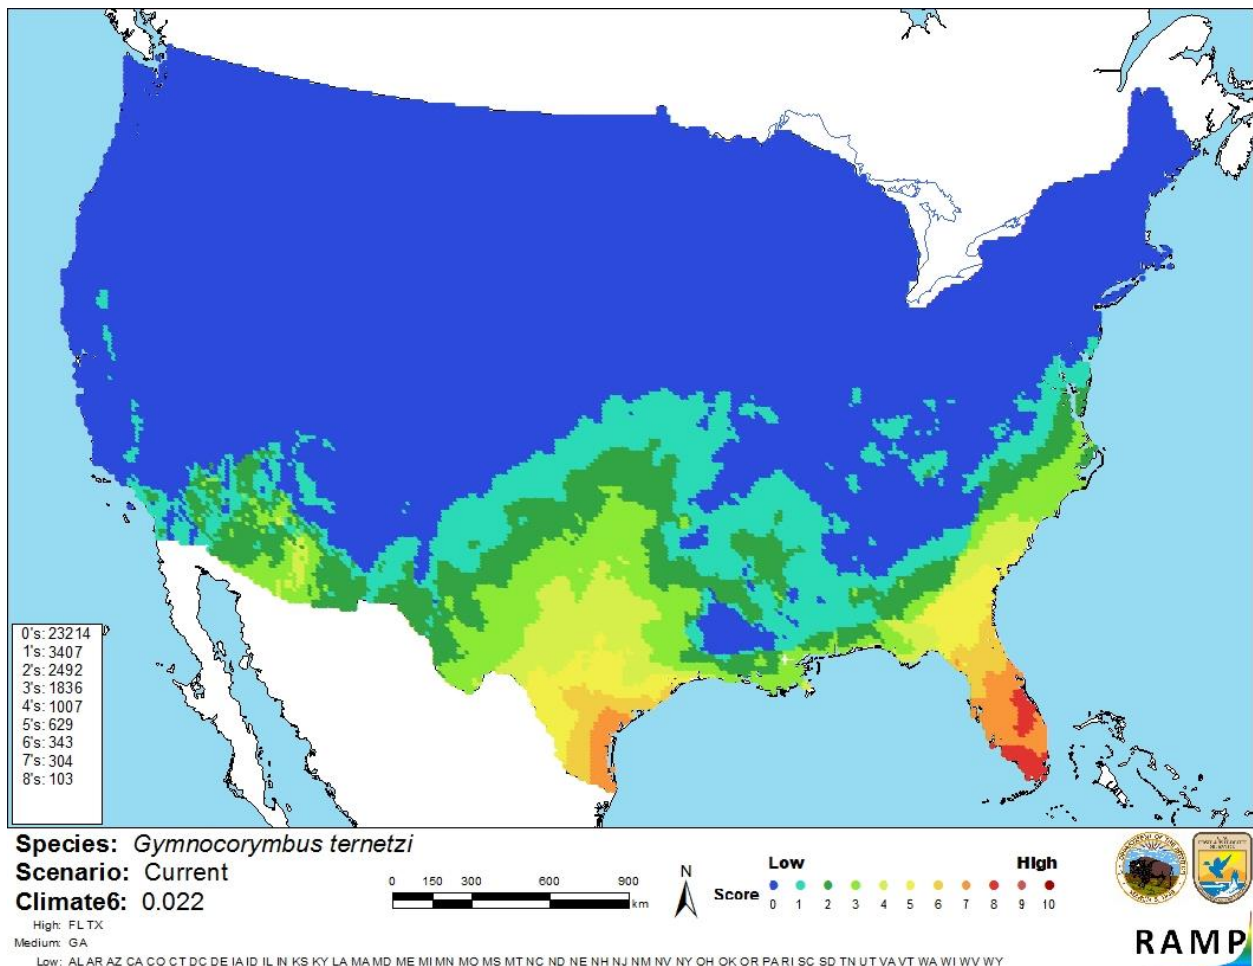 0's: 23214
1's: 3407
2's: 2492
3's: 1836
4's: 1007
5's: 629
6's: 343
7's: 304
8's: 103
Species: Gymnocorymbus ternetzi
Scenario: Current
Climate6: 0.022
High: FL TX
Medium: GA
Low: AL AR AZ CA CO CT DC DE IA ID IL IN KS KY LA MA MD ME MI MN MO MS MT NC ND NE NH NJ NM NV NY OH OK OR PA RI SC SD TN UT VA VT WA WI WV WY
0 150 300 600 900
km
N
Low High
Score 0 1 2 3 4 5 6 7 8 9 10
RAMP